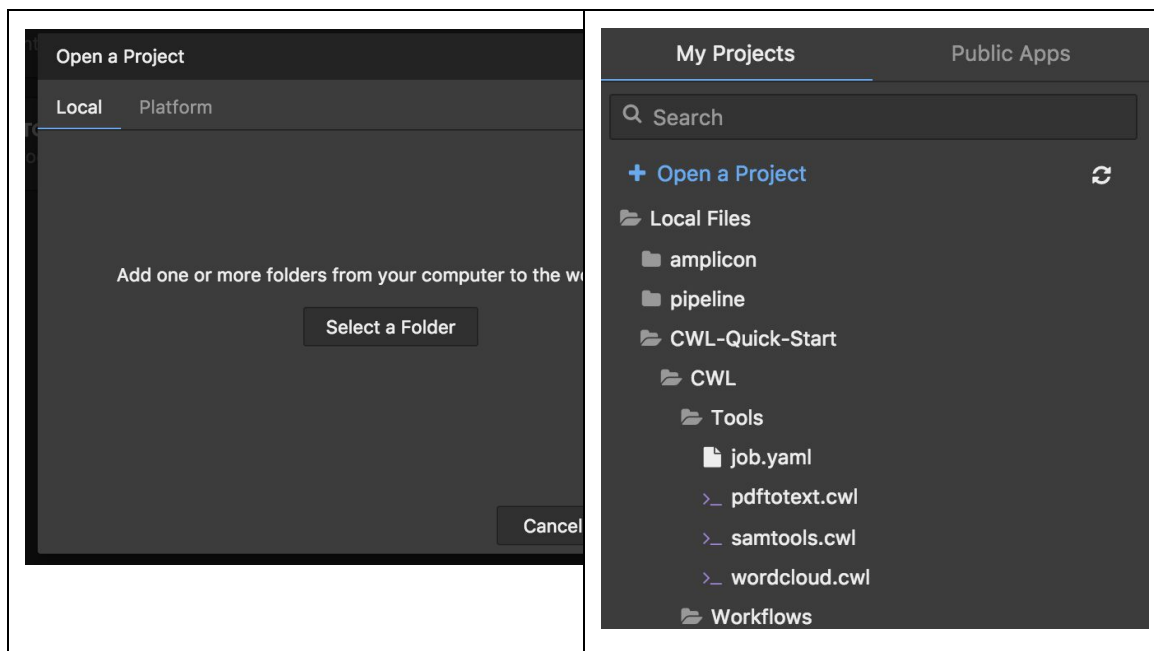 Open a Project
Local Platform
Add one or more folders from your computer to the
Select a Folder
Cancel
My Projects Public Apps
Search
+ Open a Project
Local Files
amplicon
pipeline
CWL-Quick-Start
CWL
Tools
job.yaml
>_ pdftotext.cwl
>_ samtools.cwl
>_ wordcloud.cwl
Workflows